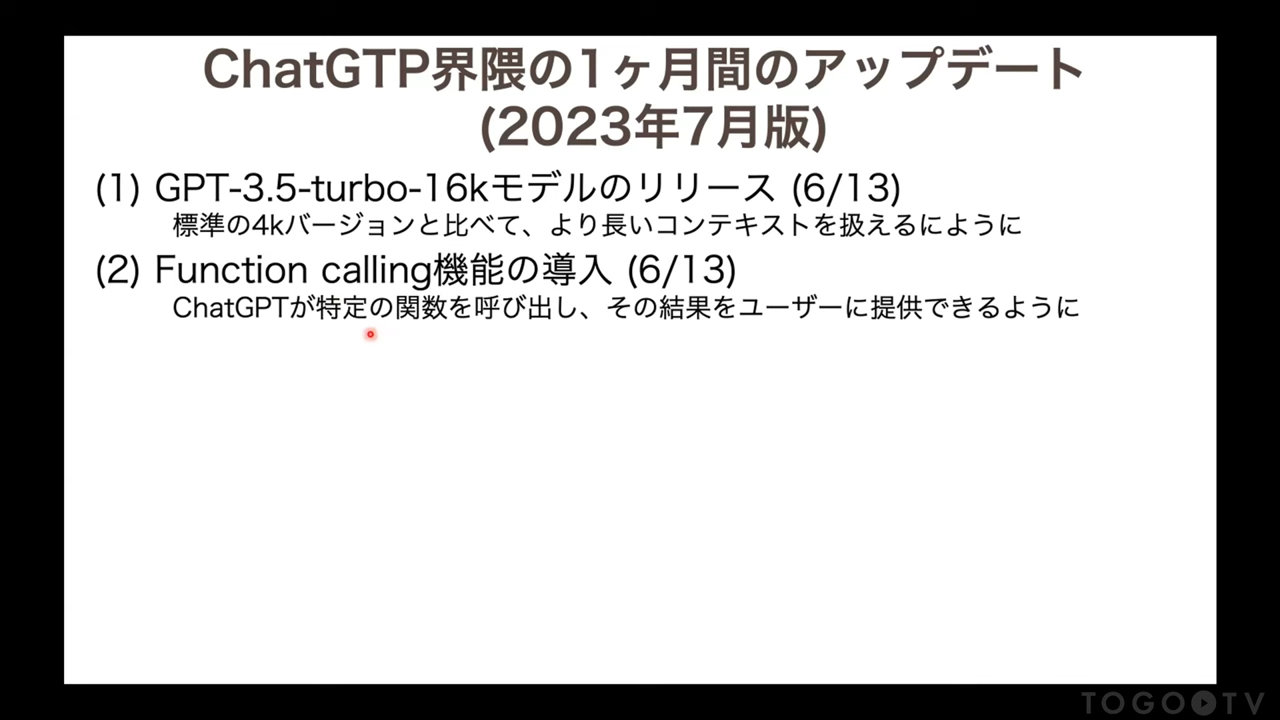 ChatGTP界隈の1ヶ月間のアップデート
(2023年7月版)
(1) GPT-3.5-turbo-16kモデルのリリース (6/13)
標準の4kバージョンと比べて、より長いコンテキストを扱えるにように
(2) Function calling機能の導入 (6/13)
ChatGPTが特定の関数を呼び出し、その結果をユーザーに提供できるように
TOGO TV